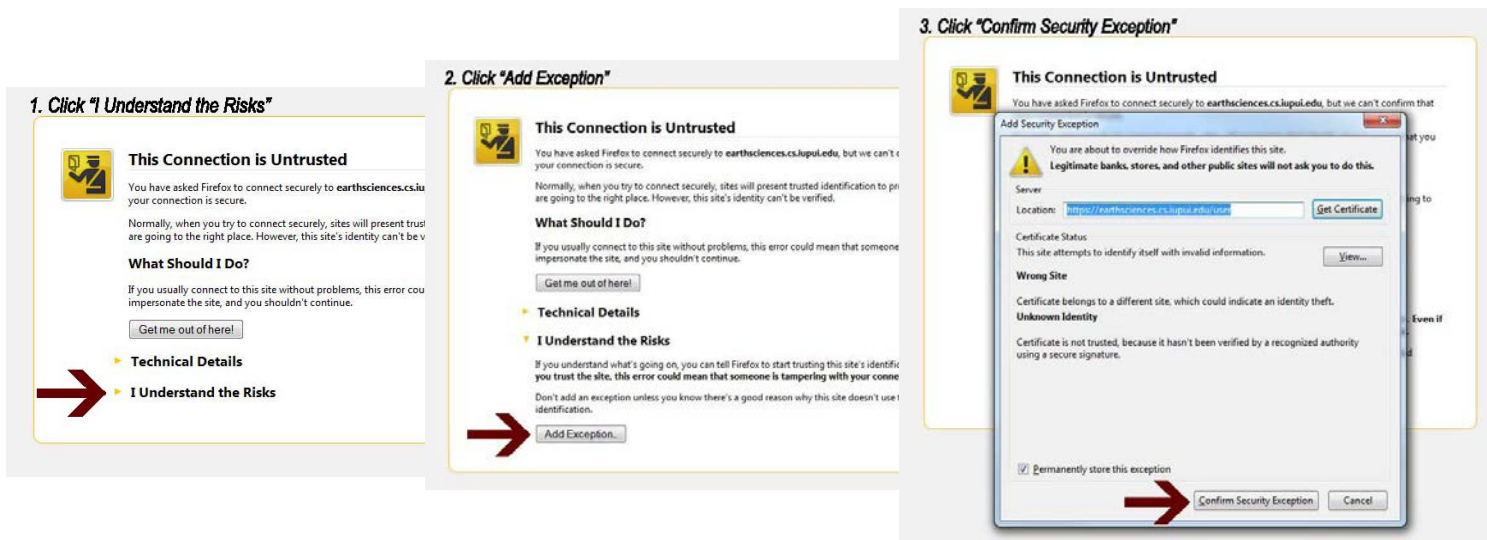 1. Click "I Understand the Risks"
This Connection is Untrusted
You have asked Firefox to connect securely to earthsciences.cs.iu
your connection is secure.
Normally, when you try to connect securely, sites will present trust
are going to the right place. However, this site's identity can't be v
What Should I Do?
If you usually connect to this site without problems, this error cou
impersonate the site, and you shouldn't continue.
Get me out of here!
Technical Details
I Understand the Risks
2. Click "Add Exception"
This Connection is Untrusted
You have asked Firefox to connect securely to earthsciences.cs.iupui.edu, but we can't c
your connection is secure.
Normally, when you try to connect securely, sites will present trusted identification to pr
are going to the right place. However, this site's identity can't be verified.
What Should I Do?
If you usually connect to this site without problems, this error could mean that someone
impersonate the site, and you shouldn't continue.
Get me out of here!
Technical Details
I Understand the Risks
If you understand what's going on, you can tell Firefox to start trusting this site's identific
you trust the site, this error could mean that someone is tampering with your conne
Don't add an exception unless you know there's a good reason why this site doesn't use t
identification.
Add Exception..
3. Click "Confirm Security Exception"
This Connection is Untrusted
You have asked Firefox to connect securely to earthsciences.cs.iupui.edu, but we can't confirm that
Add Security Exception
at you
You are about to override how Firefox identifies this site.
Legitimate banks, stores, and other public sites will not ask you to do this.
Server
ing to
Location: https://earthsciences.cs.iupui.edu/user Get Certificate
Certificate Status
This site attempts to identify itself with invalid information. View...
Wrong Site
Certificate belongs to a different site, which could indicate an identity theft.
Unknown Identity
. Even if
Certificate is not trusted, because it hasn't been verified by a recognized authority
using a secure signature.
Permanently store this exception
Confirm Security Exception Cancel